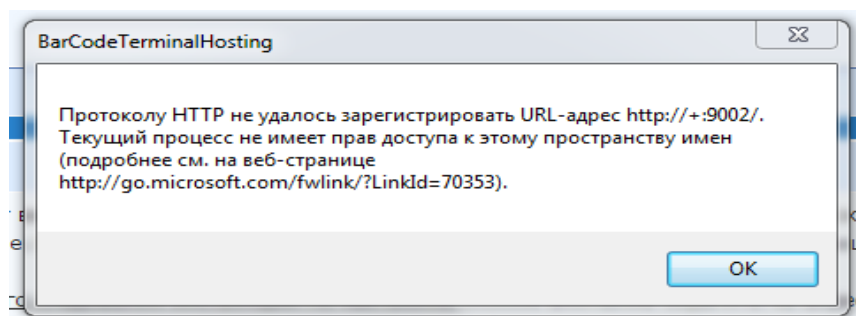 BarCodeTerminalHosting
Протоколу HTTP не удалось зарегистрировать URL-адрес http://+:9002/.
Текущий процесс не имеет прав доступа к этому пространству имен
(подробнее см. на веб-странице
http://go.microsoft.com/fwlink/?LinkId=70353).
OK